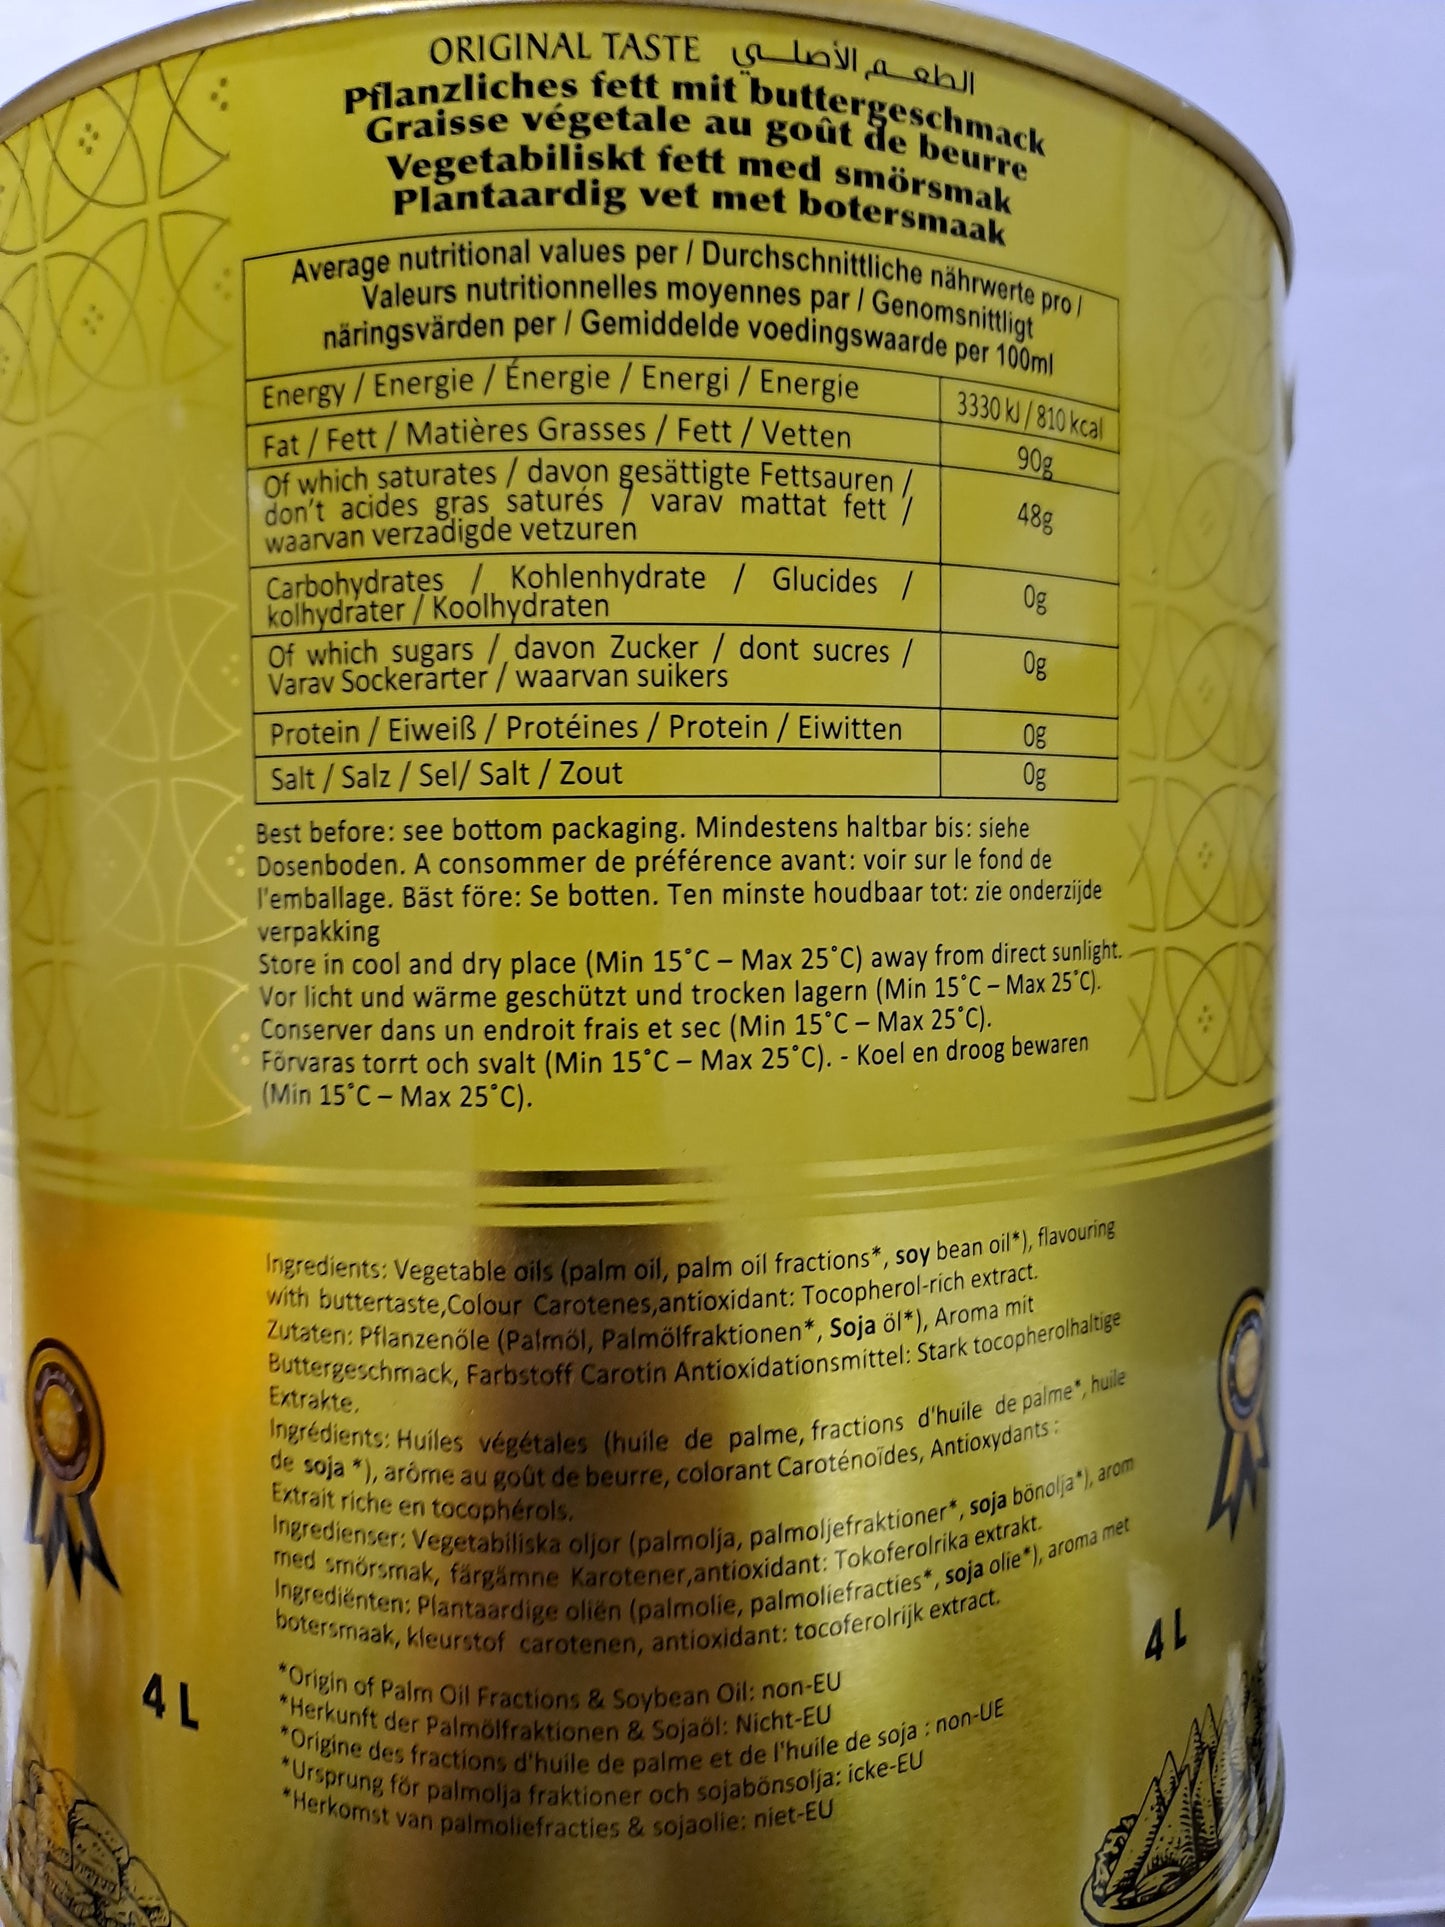 ORIGINAL TASTE الطعم الأصلي
Pflanzliches fett mit buttergeschmack
Graisse végetale au goût de beurre
Vegetabiliskt fett med smörsmak
Plantaardig vet met botersmaak
Average nutritional values per / Durchschnittliche nährwerte pro /
Valeurs nutritionnelles moyennes par / Genomsnittligt
näringsvärden per / Gemiddelde voedingswaarde per 100ml
Energy / Energie / Énergie / Energi / Energie 3330 kJ / 810 kcal
Fat / Fett / Matières Grasses / Fett / Vetten 90g
Of which saturates / davon gesättigte Fettsauren /
don't acides gras saturés / varav mattat fett / 48g
waarvan verzadigde vetzuren
Carbohydrates / Kohlenhydrate / Glucides / 0g
kolhydrater / Koolhydraten
Of which sugars / davon Zucker / dont sucres / 0g
Varav Sockerarter / waarvan suikers
Protein / Eiweiß / Protéines / Protein / Eiwitten 0g
Salt / Salz / Sel/ Salt / Zout 0g
Best before: see bottom packaging. Mindestens haltbar bis: siehe
Dosenboden. A consommer de préférence avant: voir sur le fond de
l'emballage. Bäst före: Se botten. Ten minste houdbaar tot: zie onderzijde
verpakking
Store in cool and dry place (Min 15°C – Max 25°C) away from direct sunlight.
Vor licht und wärme geschützt und trocken lagern (Min 15°C – Max 25°C).
Conserver dans un endroit frais et sec (Min 15°C – Max 25°C).
Förvaras torrt och svalt (Min 15°C – Max 25°C). - Koel en droog bewaren
(Min 15°C – Max 25°C).
Ingredients: Vegetable oils (palm oil, palm oil fractions*, soy bean oil*), flavouring
with buttertaste,Colour Carotenes,antioxidant: Tocopherol-rich extract.
Zutaten: Pflanzenöle (Palmöl, Palmölfraktionen*, Soja öl*), Aroma mit
Buttergeschmack, Farbstoff Carotin Antioxidationsmittel: Stark tocopherolhaltige
Extrakte.
Ingrédients: Huiles végétales (huile de palme, fractions d'huile de palme*, huile
de soja *), arôme au goût de beurre, colorant Caroténoïdes, Antioxydants :
Extrait riche en tocophérols.
Ingredienser: Vegetabiliska oljor (palmolja, palmoljefraktioner*, soja bönolja*), arom
med smörsmak, färgämne Karotener,antioxidant: Tokoferolrika extrakt.
Ingrediënten: Plantaardige oliën (palmolie, palmoliefracties*, soja olie*), aroma met
botersmaak, kleurstof carotenen, antioxidant: tocoferolrijk extract.
4 L
4 L
*Origin of Palm Oil Fractions & Soybean Oil: non-EU
*Herkunft der Palmölfraktionen & Sojaöl: Nicht-EU
*Origine des fractions d'huile de palme et de l'huile de soja : non-UE
*Ursprung för palmolja fraktioner och sojabönsolja: icke-EU
*Herkomst van palmoliefracties & sojaolie: niet-EU